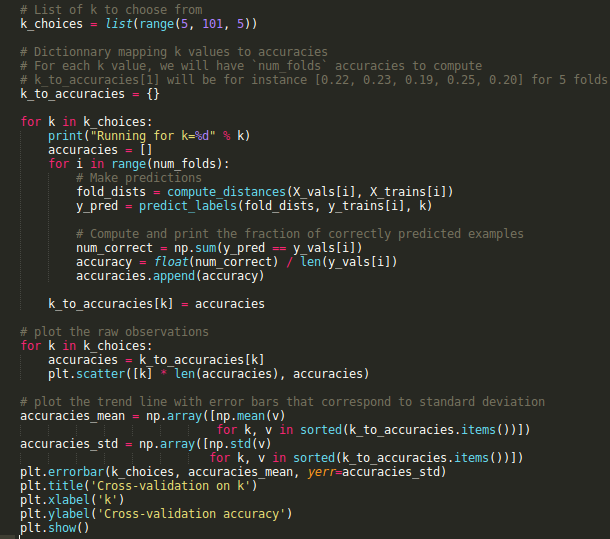 # List of k to choose from
k_choices = list(range(5, 101, 5))
# Dictionnary mapping k values to accuracies
# For each k value, we will have `num_folds` accuracies to compute
# k_to_accuracies[1] will be for instance [0.22, 0.23, 0.19, 0.25, 0.20] for 5 folds
k_to_accuracies = {}
for k in k_choices:
    print("Running for k=%d" % k)
    accuracies = []
    for i in range(num_folds):
        # Make predictions
        fold_dists = compute_distances(X_vals[i], X_trains[i])
        y_pred = predict_labels(fold_dists, y_trains[i], k)
        # Compute and print the fraction of correctly predicted examples
        num_correct = np.sum(y_pred == y_vals[i])
        accuracy = float(num_correct) / len(y_vals[i])
        accuracies.append(accuracy)
    k_to_accuracies[k] = accuracies
# plot the raw observations
for k in k_choices:
    accuracies = k_to_accuracies[k]
    plt.scatter([k] * len(accuracies), accuracies)
# plot the trend line with error bars that correspond to standard deviation
accuracies_mean = np.array([np.mean(v)
                            for k, v in sorted(k_to_accuracies.items())])
accuracies_std = np.array([np.std(v)
                           for k, v in sorted(k_to_accuracies.items())])
plt.errorbar(k_choices, accuracies_mean, yerr=accuracies_std)
plt.title('Cross-validation on k')
plt.xlabel('k')
plt.ylabel('Cross-validation accuracy')
plt.show()